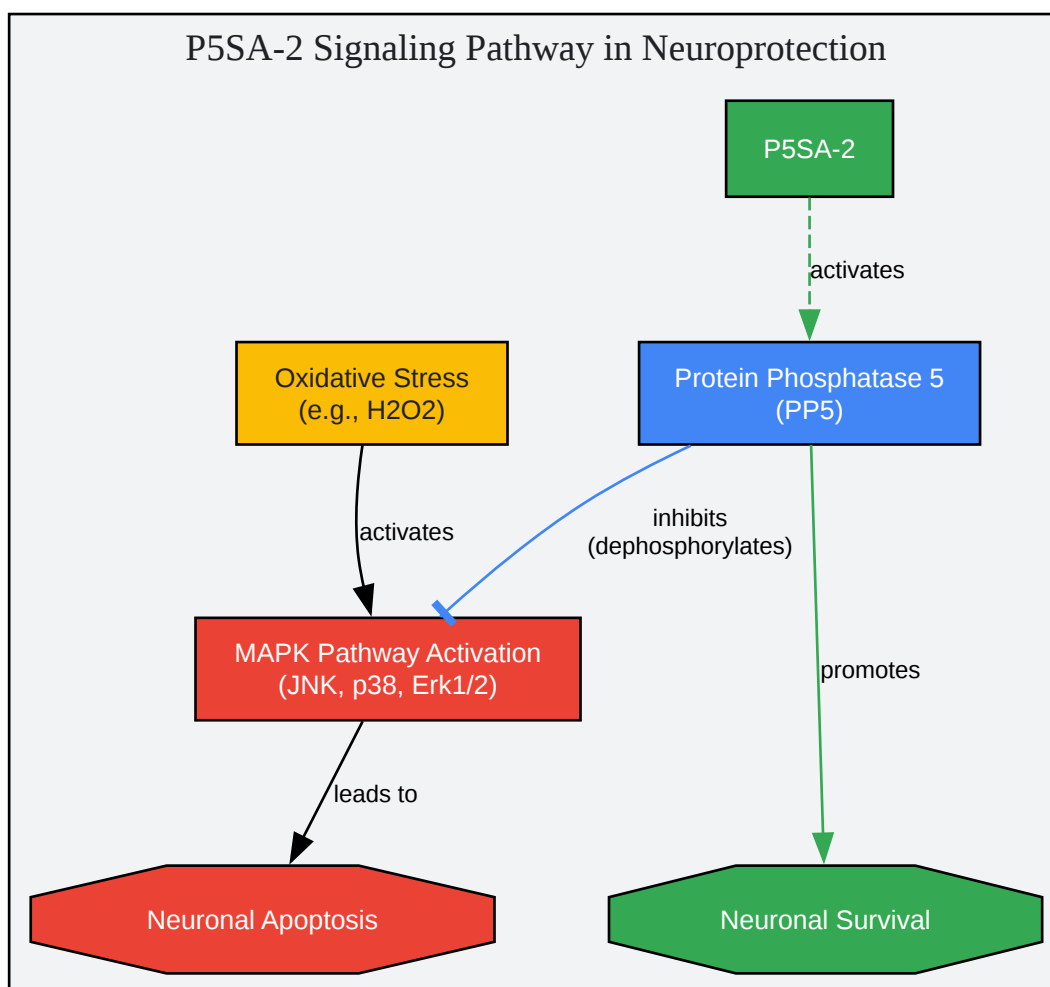 P5SA-2 Signaling Pathway in Neuroprotection
P5SA-2
activates
Oxidative Stress
(e.g., H2O2)
Protein Phosphatase 5
(PP5)
activates
inhibits
(dephosphorylates)
MAPK Pathway Activation
(JNK, p38, Erk1/2)
promotes
leads to
Neuronal Apoptosis
Neuronal Survival